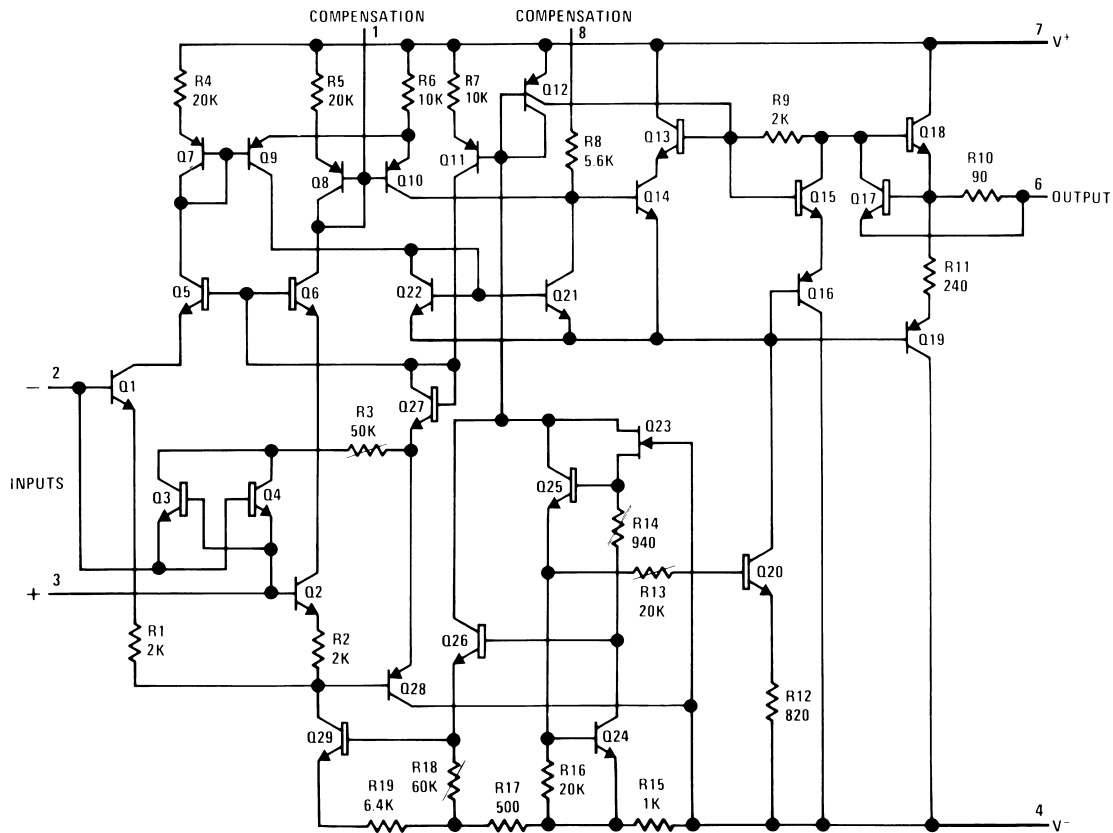 COMPENSATION
1
COMPENSATION
8
7
V+
R4
20K
R5
20K
R6
10K
R7
10K
Q12
R8
5.6K
Q13
R9
2K
Q18
Q7
Q9
Q8
Q10
Q11
Q14
Q15
Q17
R10
90
6
OUTPUT
Q5
Q6
Q22
Q21
Q16
R11
240
Q19
− 2
Q1
Q27
R3
50K
Q23
INPUTS
Q3
Q4
Q25
R14
940
+ 3
Q2
R13
20K
Q20
R1
2K
R2
2K
Q26
Q28
R12
820
Q29
Q24
R18
60K
R16
20K
R19
6.4K
R17
500
R15
1K
4
V−